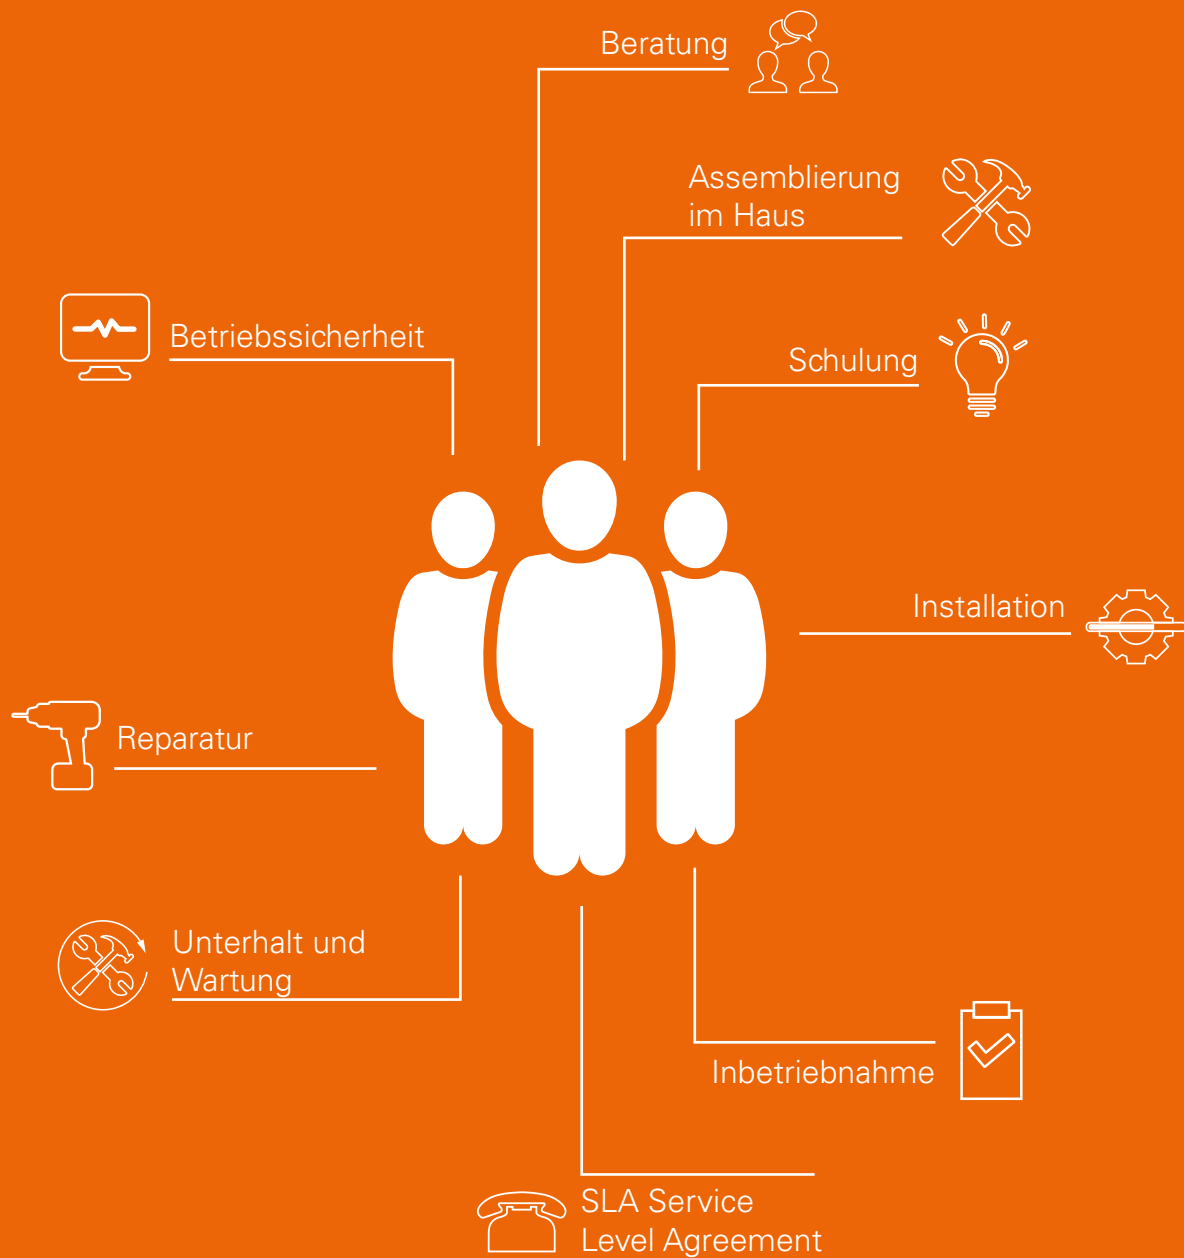 Beratung
Assemblierung
im Haus
Betriebssicherheit
Schulung
Installation
Reparatur
Unterhalt und
Wartung
Inbetriebnahme
SLA Service
Level Agreement